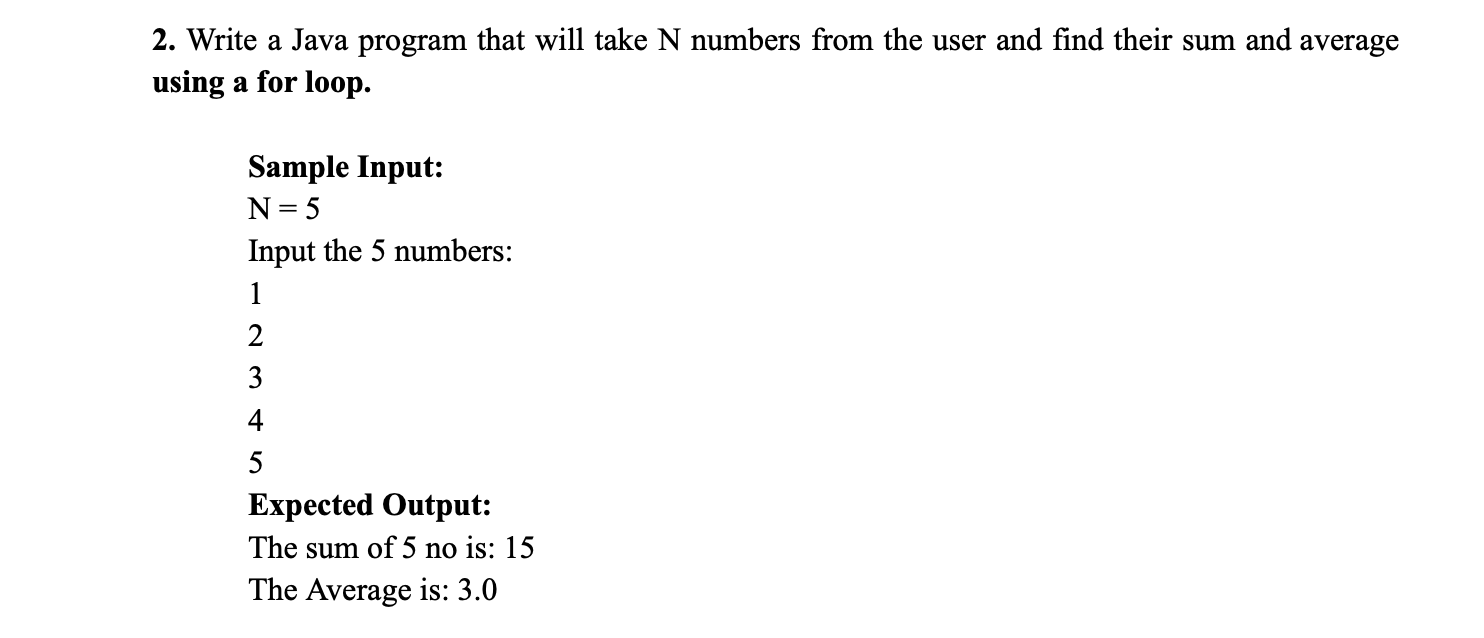 2. Write a Java program that will take N numbers from the user and find their sum and average
using a for loop.
Sample Input:
N = 5
Input the 5 numbers:
1
2
3
4
5
Expected Output:
The sum of 5 no is: 15
The Average is: 3.0